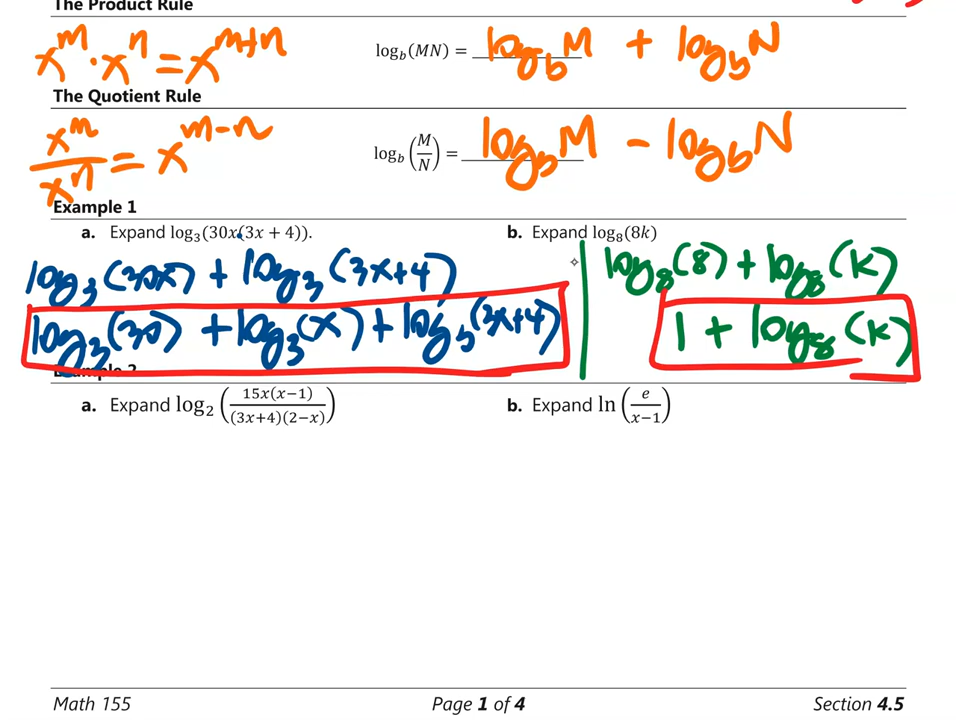 The Product Rule
x^m · x^n = x^(m+n) log_b(MN) = log_b M + log_b N
The Quotient Rule
x^m / x^n = x^(m-n) log_b(M/N) = log_b M - log_b N
Example 1
a. Expand log_3(30x(3x + 4)). b. Expand log_8(8k)
log_3(30x) + log_3(3x+4) log_8(8) + log_8(k)
log_3(30) + log_3(x) + log_3(3x+4) 1 + log_8(k)
Example 2
a. Expand log_2(15x(x−1) / (3x+4)(2−x)) b. Expand ln(e / x−1)
Math 155 Page 1 of 4 Section 4.5